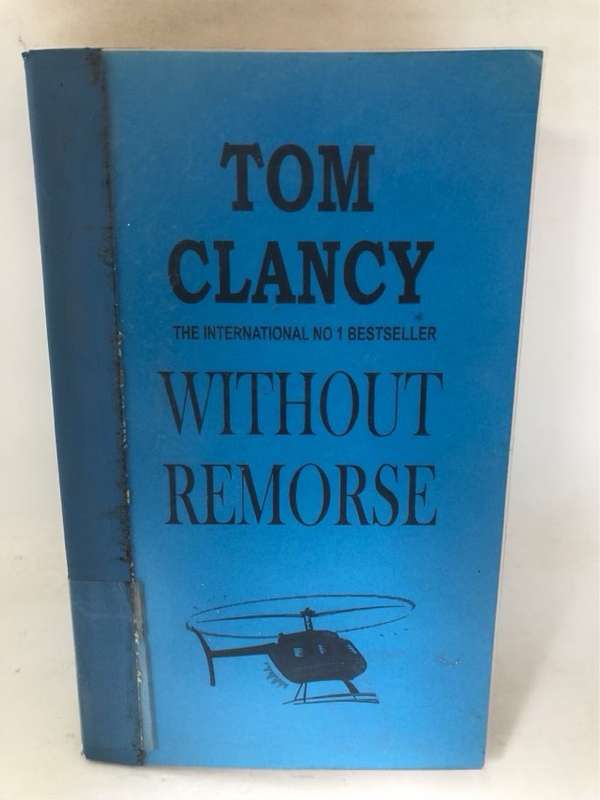 TOM
CLANCY
THE INTERNATIONAL NO 1 BESTSELLER
WITHOUT
REMORSE